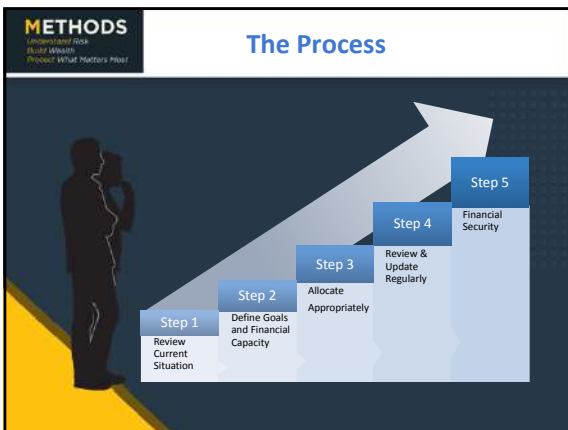 METHODS
Understand Risk
Build Wealth
Protect What Matters Most
The Process
Step 1
Review
Current
Situation
Step 2
Define Goals
and Financial
Capacity
Step 3
Allocate
Appropriately
Step 4
Review &
Update
Regularly
Step 5
Financial
Security